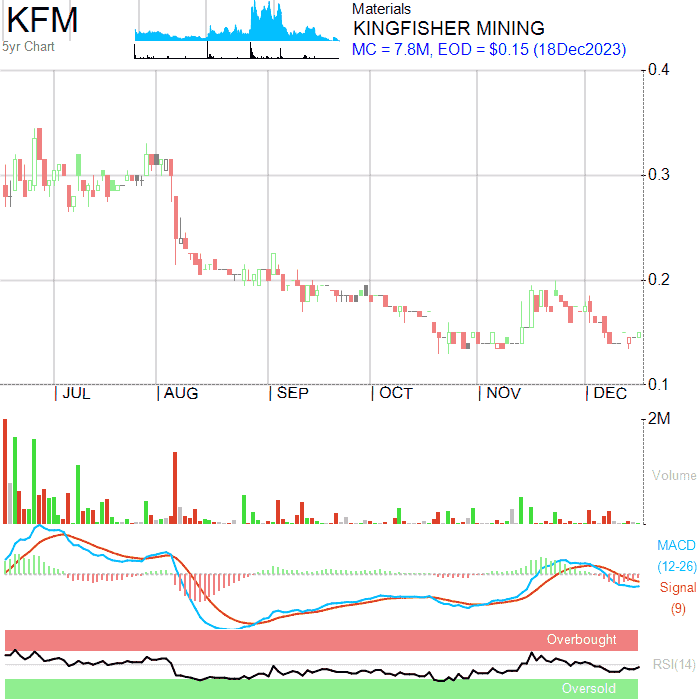 KFM
5yr Chart
Materials
KINGFISHER MINING
MC = 7.8M, EOD = $0.15 (18Dec2023)
0.4
0.3
0.2
0.1
JUL AUG SEP OCT NOV DEC
2M
Volume
MACD
(12-26)
Signal
(9)
Overbought
RSI(14)
Oversold